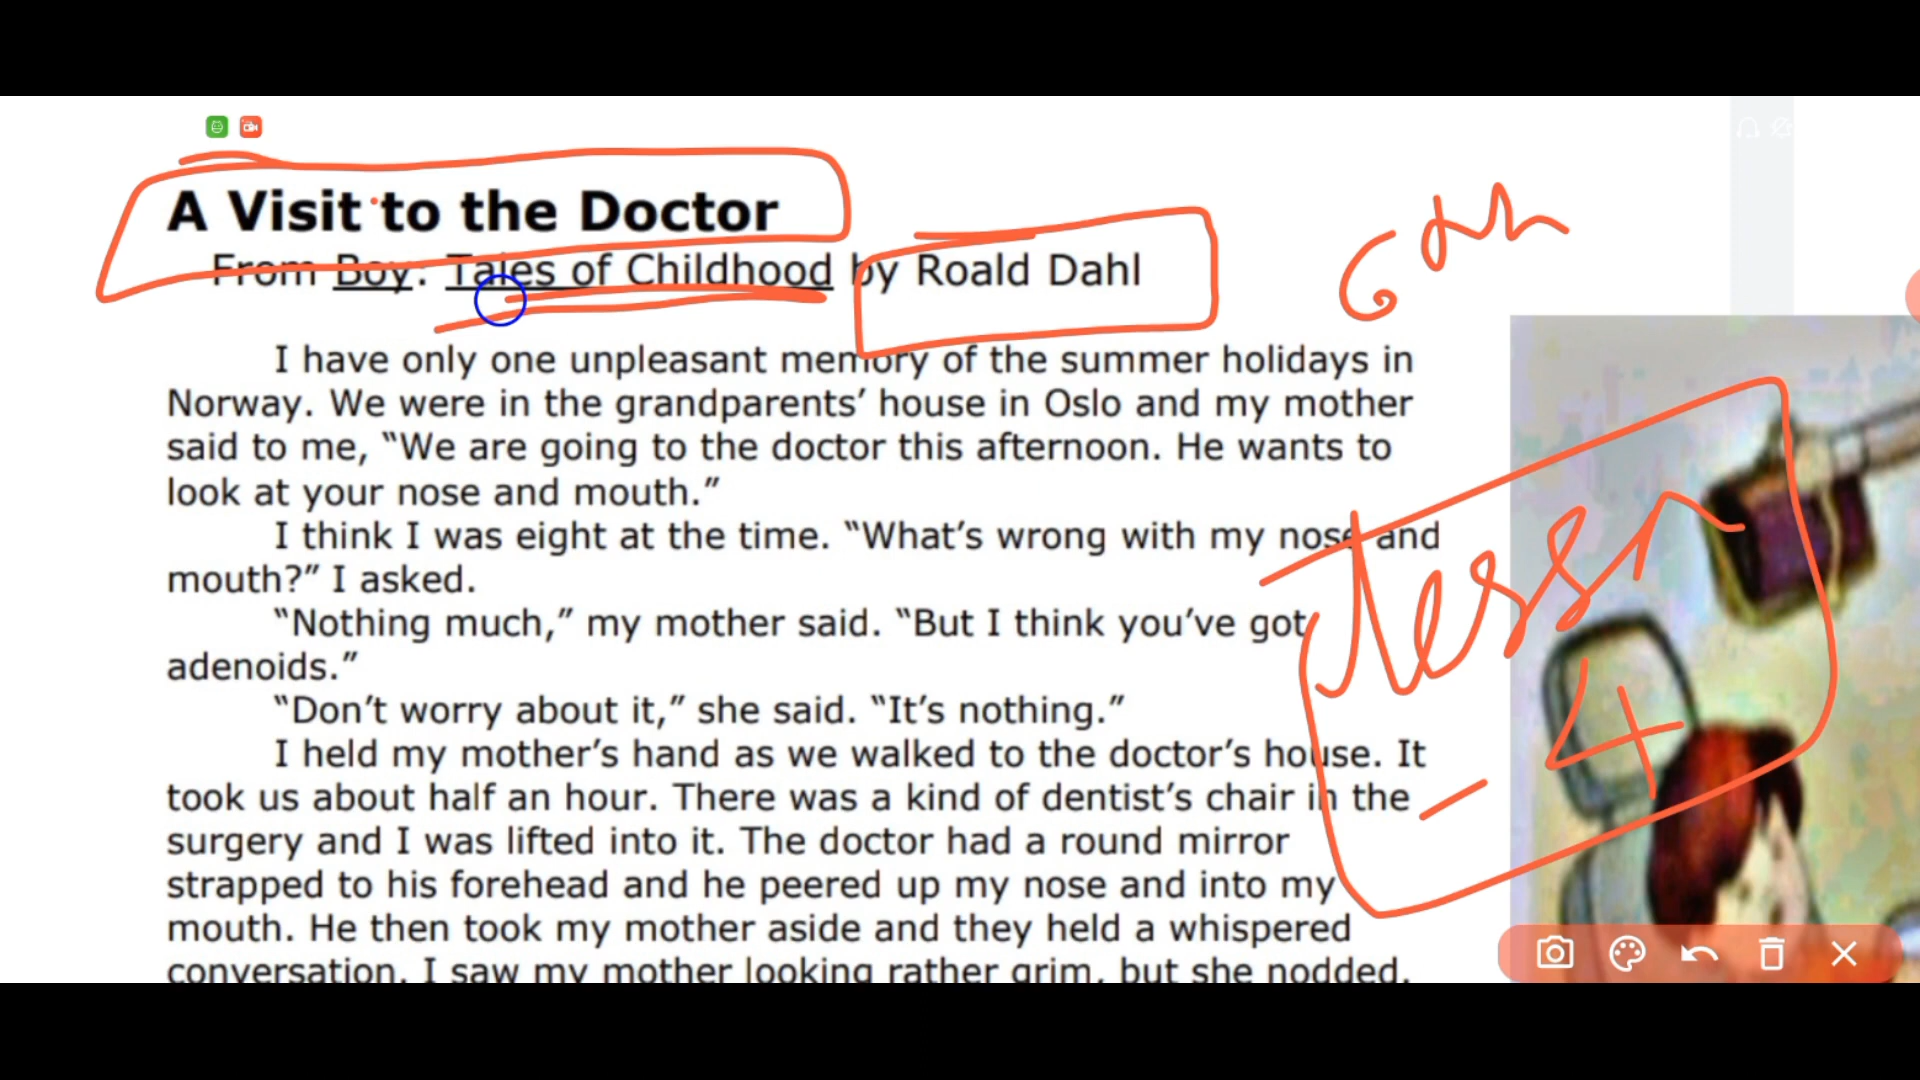 A Visit to the Doctor
From Boy: Tales of Childhood by Roald Dahl
6th
I have only one unpleasant memory of the summer holidays in
Norway. We were in the grandparents’ house in Oslo and my mother
said to me, “We are going to the doctor this afternoon. He wants to
look at your nose and mouth.”
I think I was eight at the time. “What’s wrong with my nose and
mouth?” I asked.
“Nothing much,” my mother said. “But I think you’ve got
adenoids.”
“Don’t worry about it,” she said. “It’s nothing.”
I held my mother’s hand as we walked to the doctor’s house. It
took us about half an hour. There was a kind of dentist’s chair in the
surgery and I was lifted into it. The doctor had a round mirror
strapped to his forehead and he peered up my nose and into my
mouth. He then took my mother aside and they held a whispered
conversation. I saw my mother looking rather grim, but she nodded.
- 4